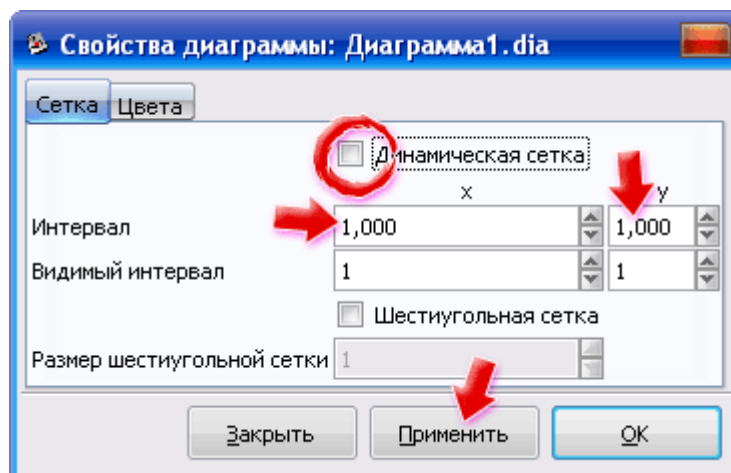 Свойства диаграммы: Диаграмма1.dia
Сетка Цвета
Динамическая сетка
x y
Интервал 1,000 1,000
Видимый интервал 1 1
Шестиугольная сетка
Размер шестиугольной сетки 1
Закрыть Применить OK